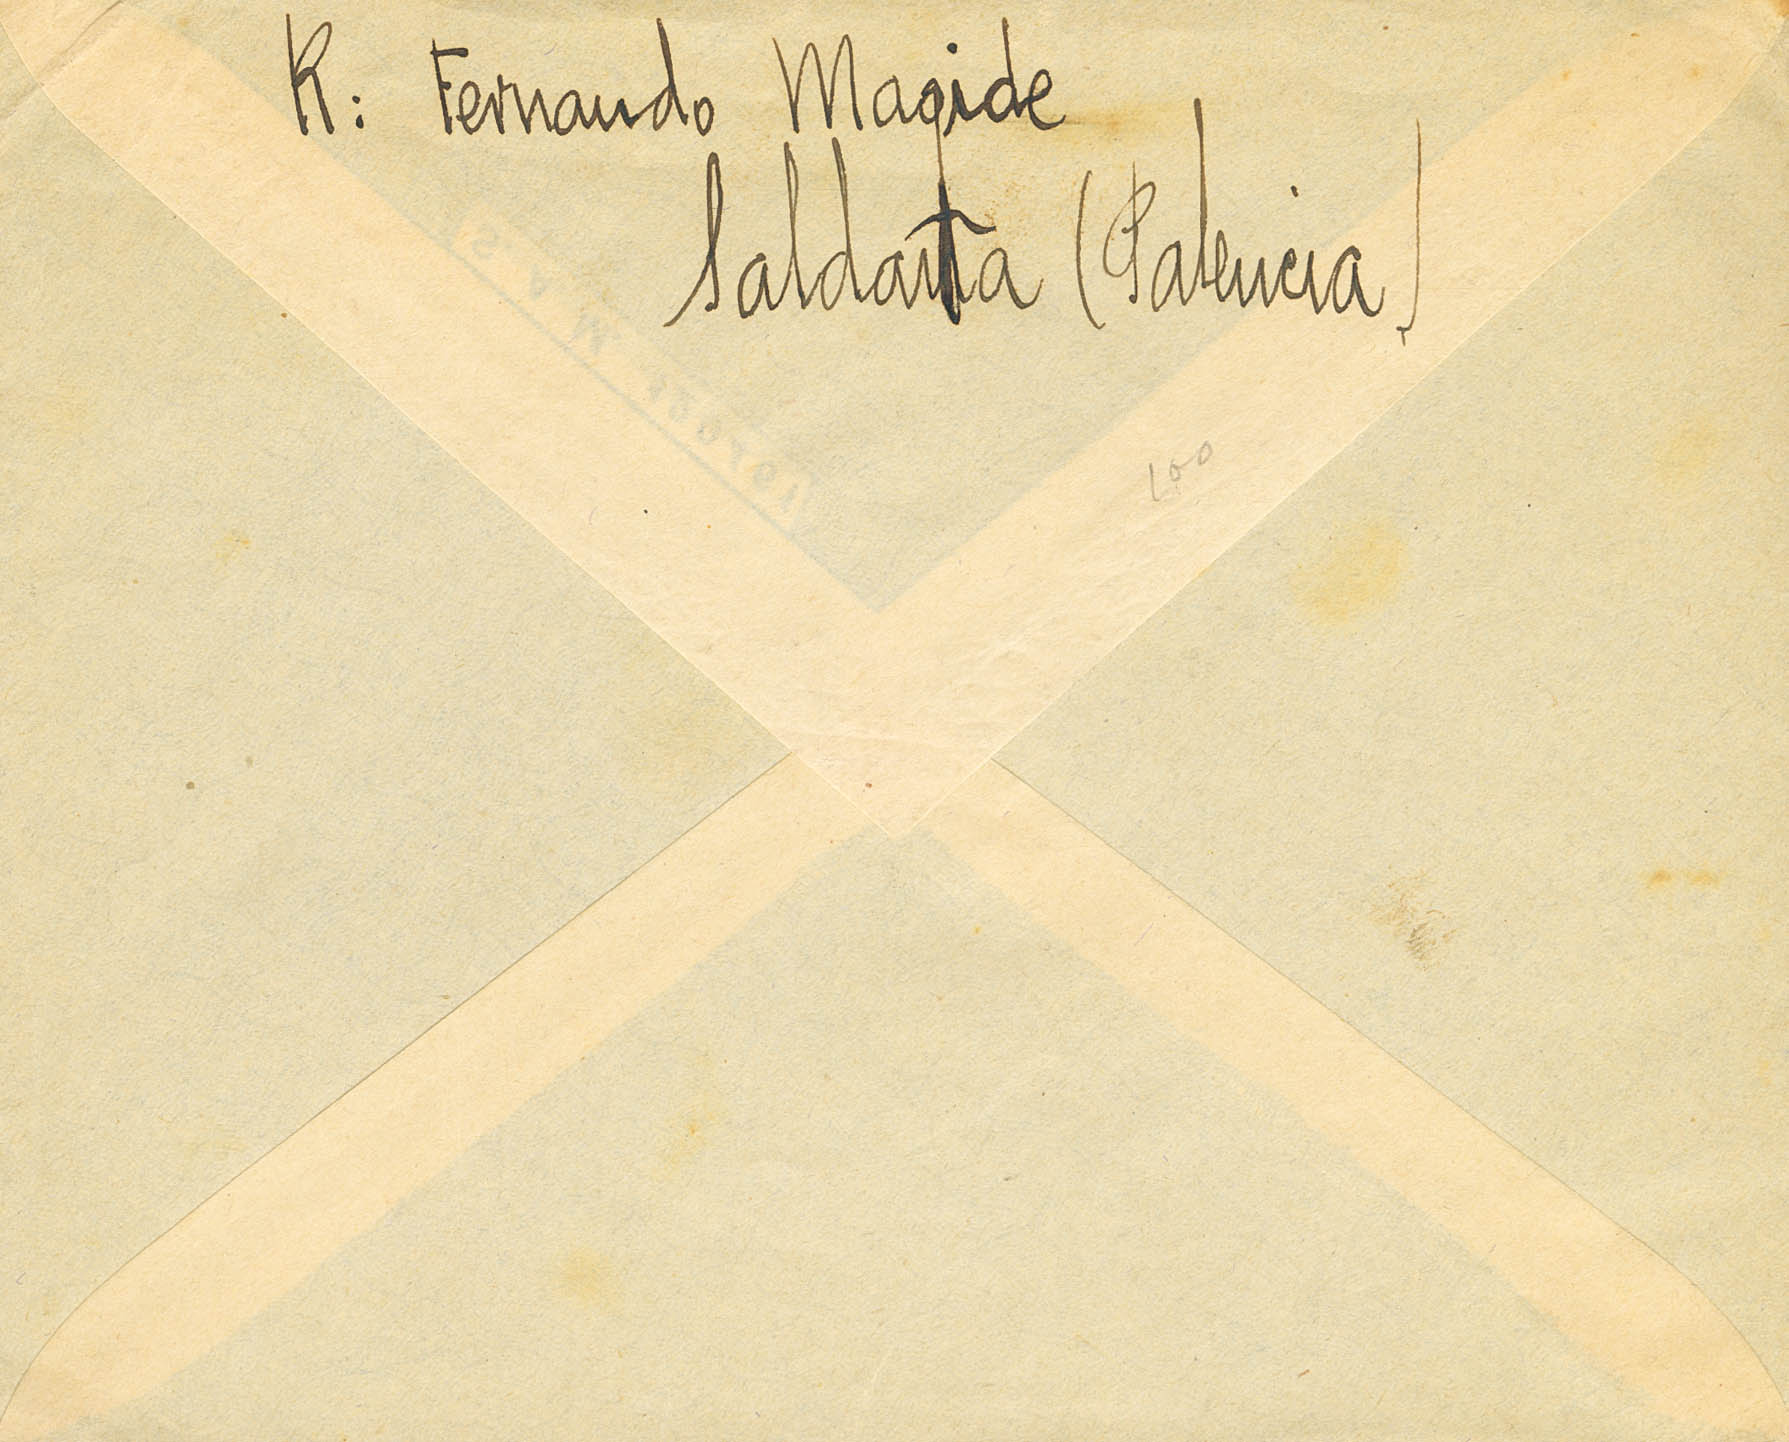 R: Fernando Magide
Saldaña (Palencia)
100